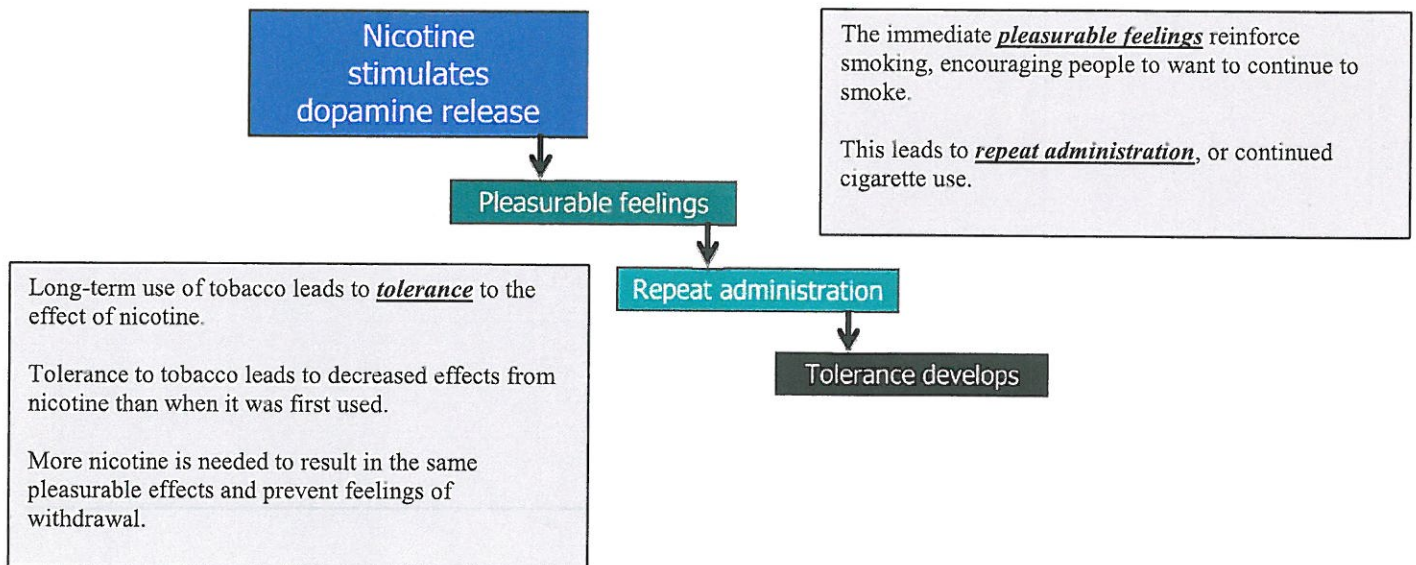 Nicotine
stimulates
dopamine release
The immediate pleasurable feelings reinforce
smoking, encouraging people to want to continue to
smoke.
This leads to repeat administration, or continued
cigarette use.
Pleasurable feelings
Repeat administration
Tolerance develops
Long-term use of tobacco leads to tolerance to the
effect of nicotine.
Tolerance to tobacco leads to decreased effects from
nicotine than when it was first used.
More nicotine is needed to result in the same
pleasurable effects and prevent feelings of
withdrawal.